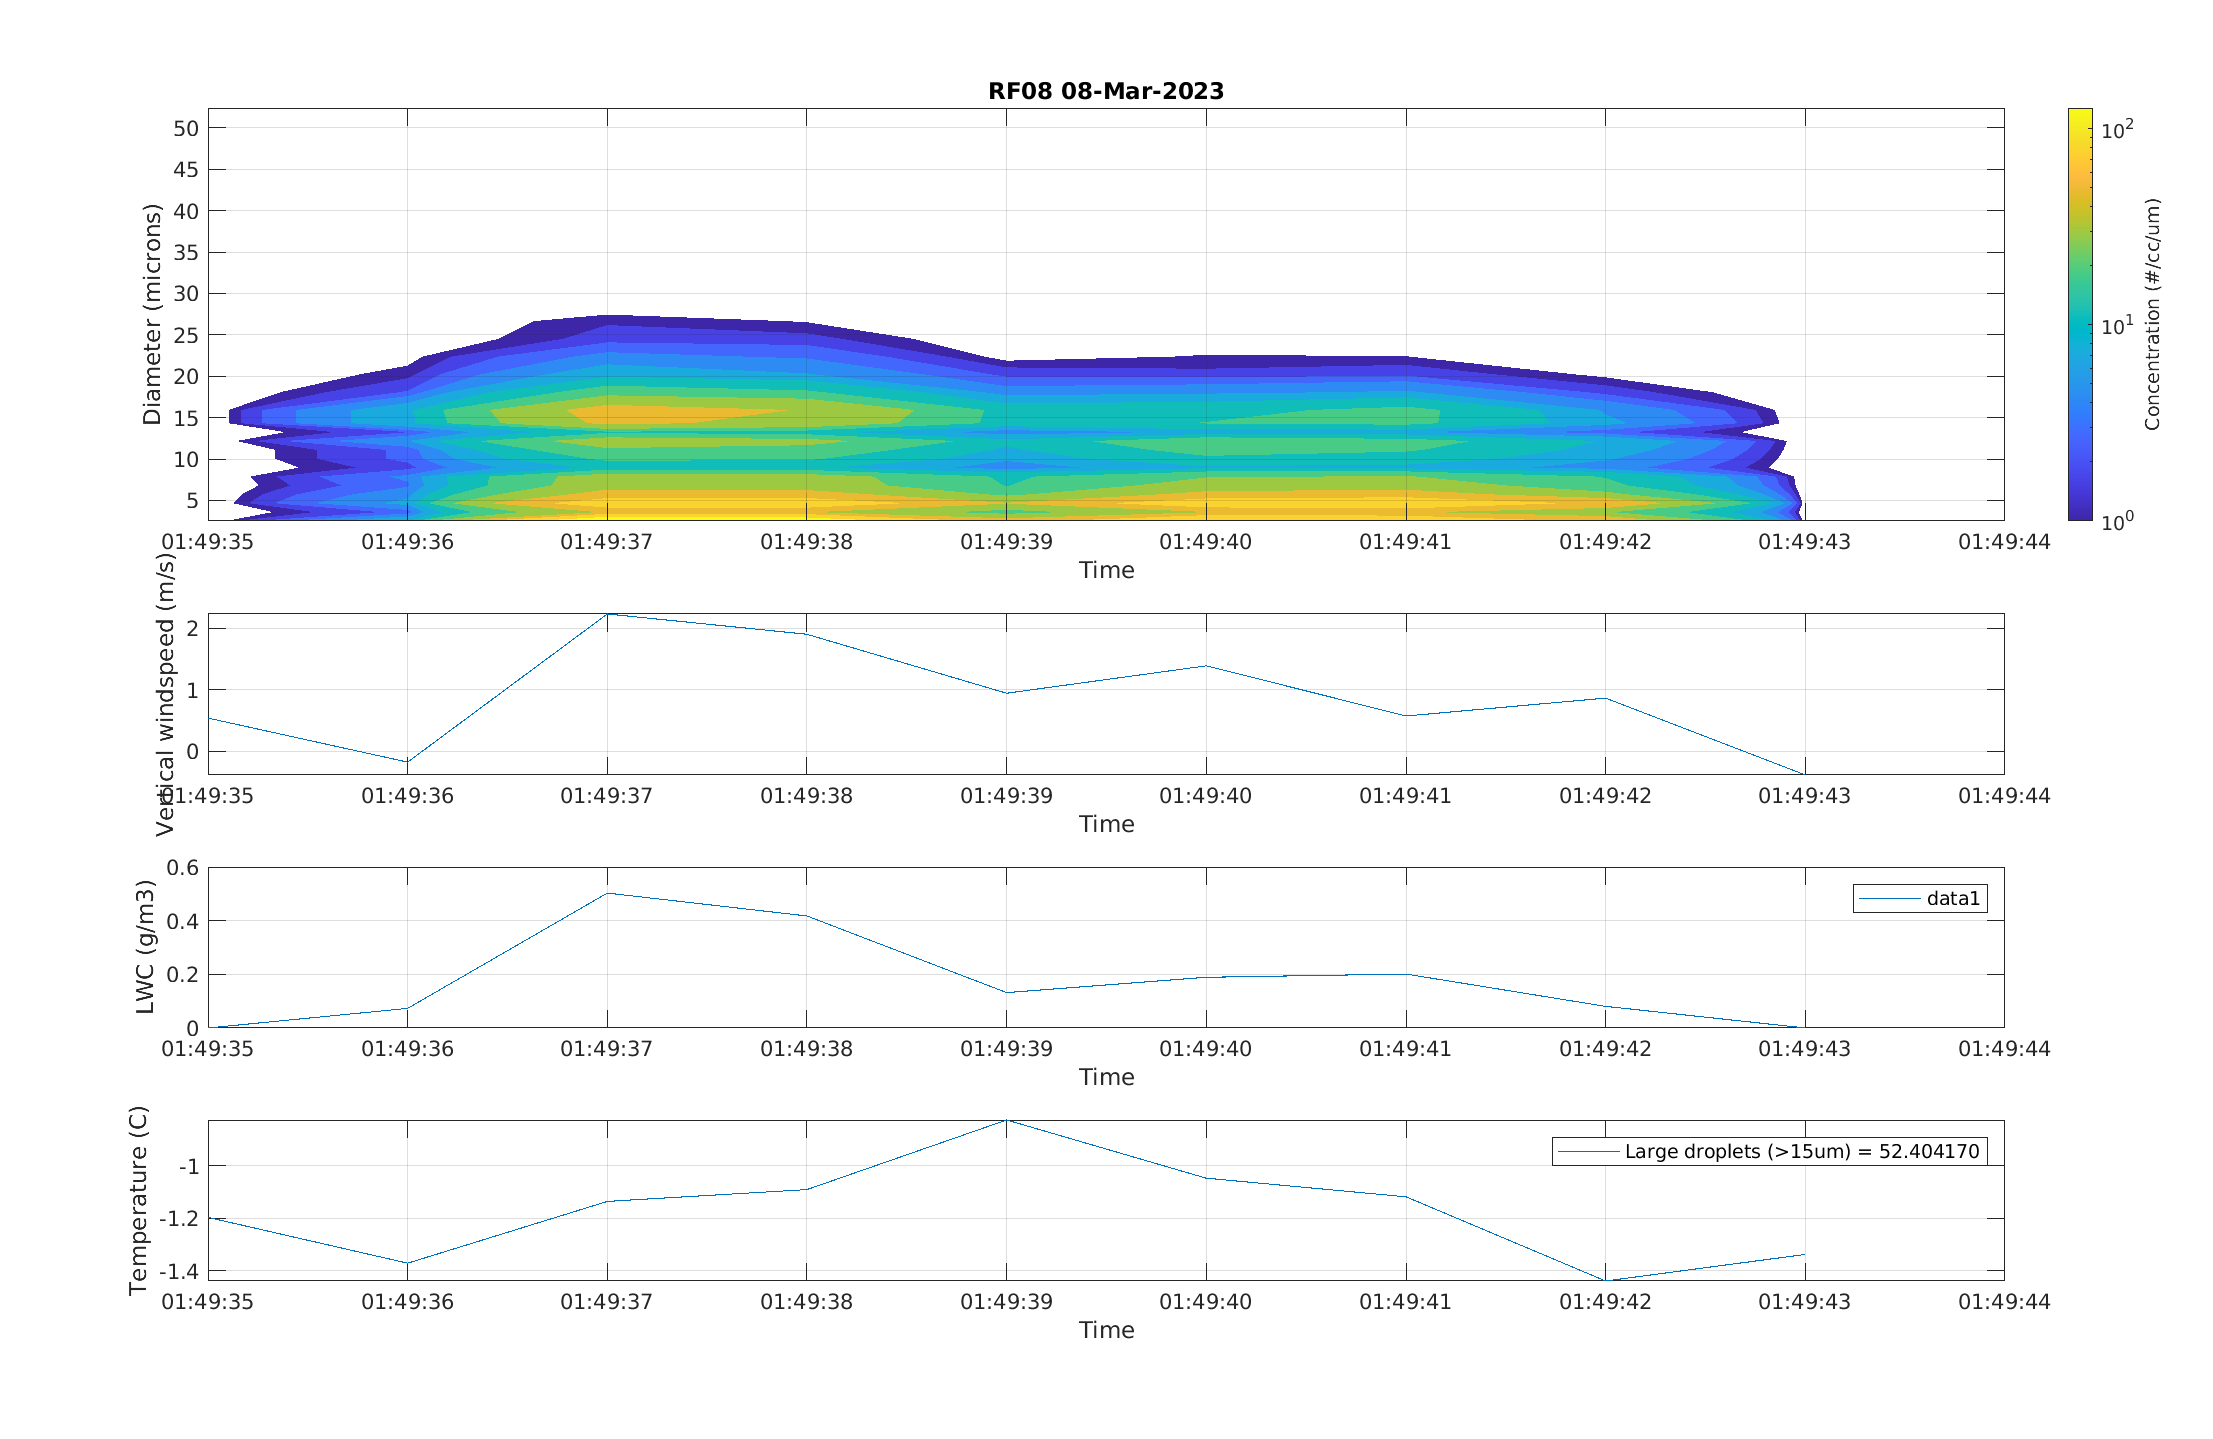 RF08 08-Mar-2023
Diameter (microns)
50
45
40
35
30
25
20
15
10
5
01:49:35 01:49:36 01:49:37 01:49:38 01:49:39 01:49:40 01:49:41 01:49:42 01:49:43 01:49:44
Time
10^2
10^1
10^0
Concentration (#/cc/um)
Vertical windspeed (m/s)
2
1
0
01:49:35 01:49:36 01:49:37 01:49:38 01:49:39 01:49:40 01:49:41 01:49:42 01:49:43 01:49:44
Time
LWC (g/m3)
0.6
0.4
0.2
0
data1
01:49:35 01:49:36 01:49:37 01:49:38 01:49:39 01:49:40 01:49:41 01:49:42 01:49:43 01:49:44
Time
Temperature (C)
-1
-1.2
-1.4
Large droplets (>15um) = 52.404170
01:49:35 01:49:36 01:49:37 01:49:38 01:49:39 01:49:40 01:49:41 01:49:42 01:49:43 01:49:44
Time